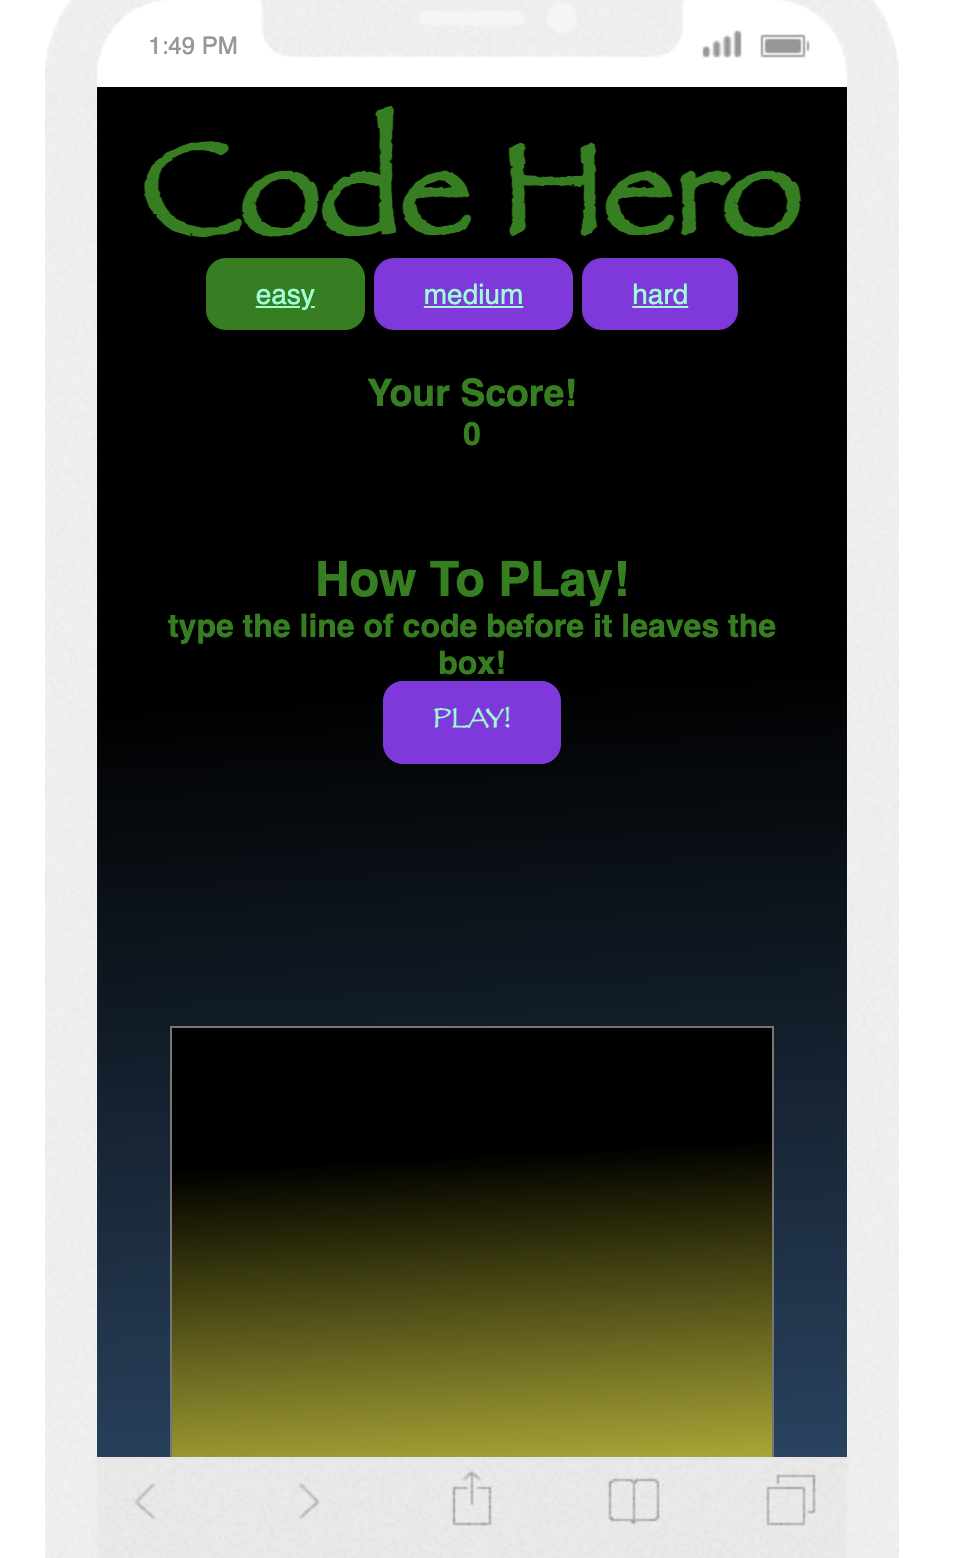 1:49 PM
Code Hero
easy medium hard
Your Score!
0
How To PLay!
type the line of code before it leaves the
box!
PLAY!